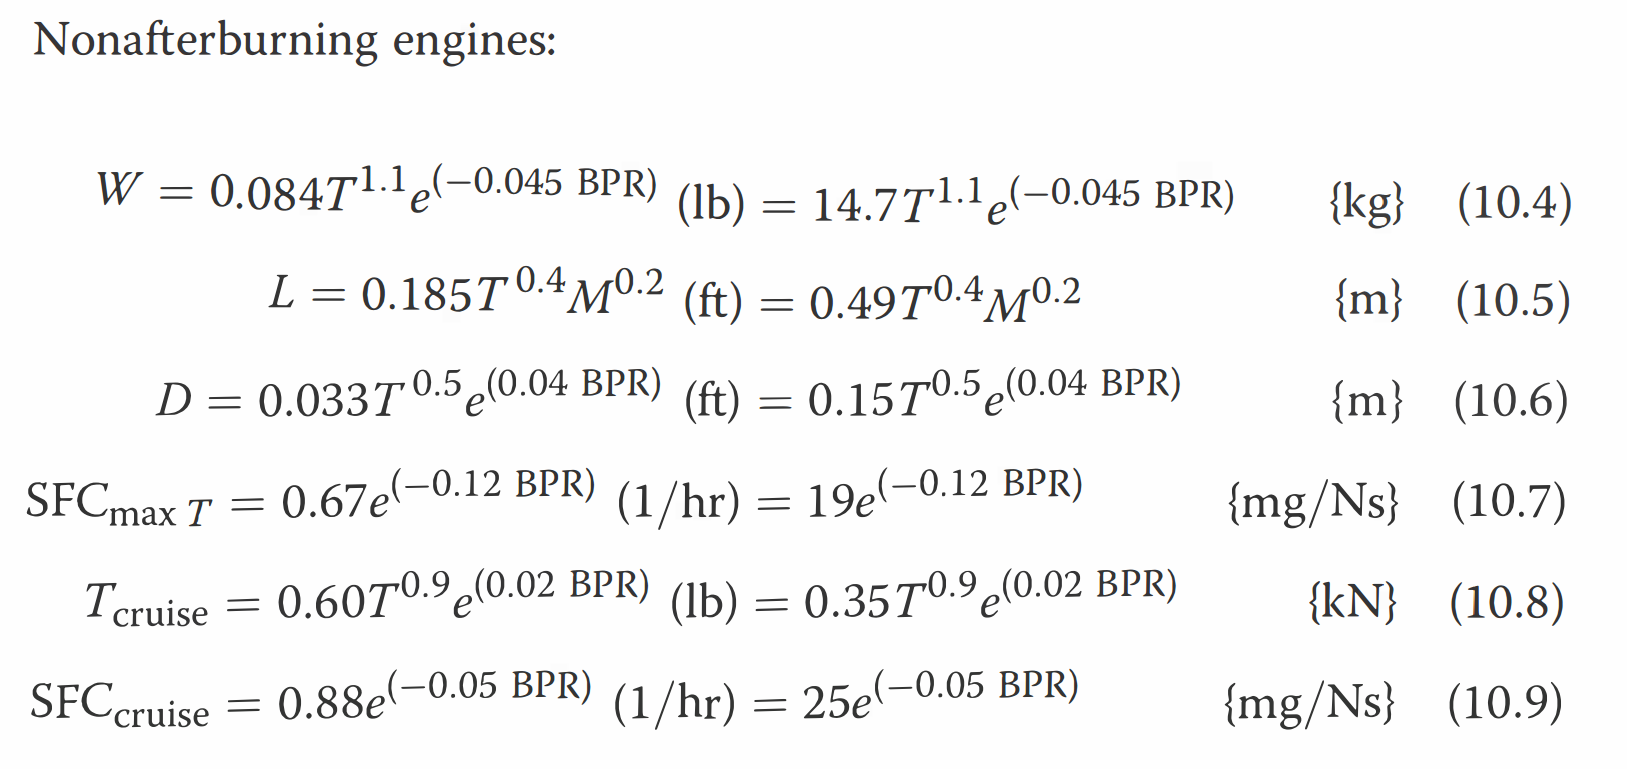 Nonafterburning engines:
W = 0.084T^1.1 e^(−0.045 BPR) (lb) = 14.7T^1.1 e^(−0.045 BPR) {kg} (10.4)
L = 0.185T^0.4 M^0.2 (ft) = 0.49T^0.4 M^0.2 {m} (10.5)
D = 0.033T^0.5 e^(0.04 BPR) (ft) = 0.15T^0.5 e^(0.04 BPR) {m} (10.6)
SFC_max T = 0.67e^(−0.12 BPR) (1/hr) = 19e^(−0.12 BPR) {mg/Ns} (10.7)
T_cruise = 0.60T^0.9 e^(0.02 BPR) (lb) = 0.35T^0.9 e^(0.02 BPR) {kN} (10.8)
SFC_cruise = 0.88e^(−0.05 BPR) (1/hr) = 25e^(−0.05 BPR) {mg/Ns} (10.9)